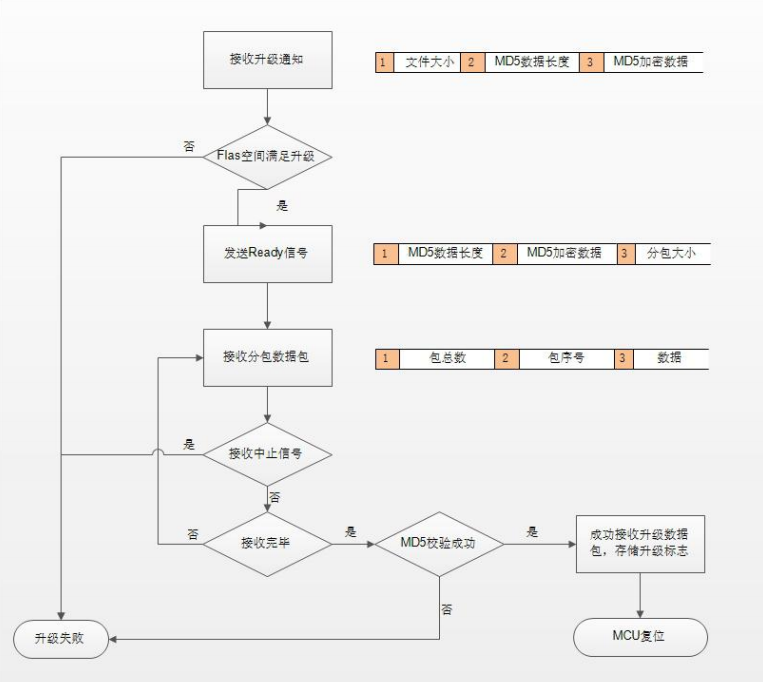 接收升级通知
1 文件大小 2 MD5数据长度 3 MD5加密数据
否
Flas空间满足升级
是
发送Ready信号
1 MD5数据长度 2 MD5加密数据 3 分包大小
接收分包数据包
1 包总数 2 包序号 3 数据
是
接收中止信号
否
否
接收完毕
是
MD5校验成功
是
成功接收升级数据
包，存储升级标志
否
升级失败
MCU复位